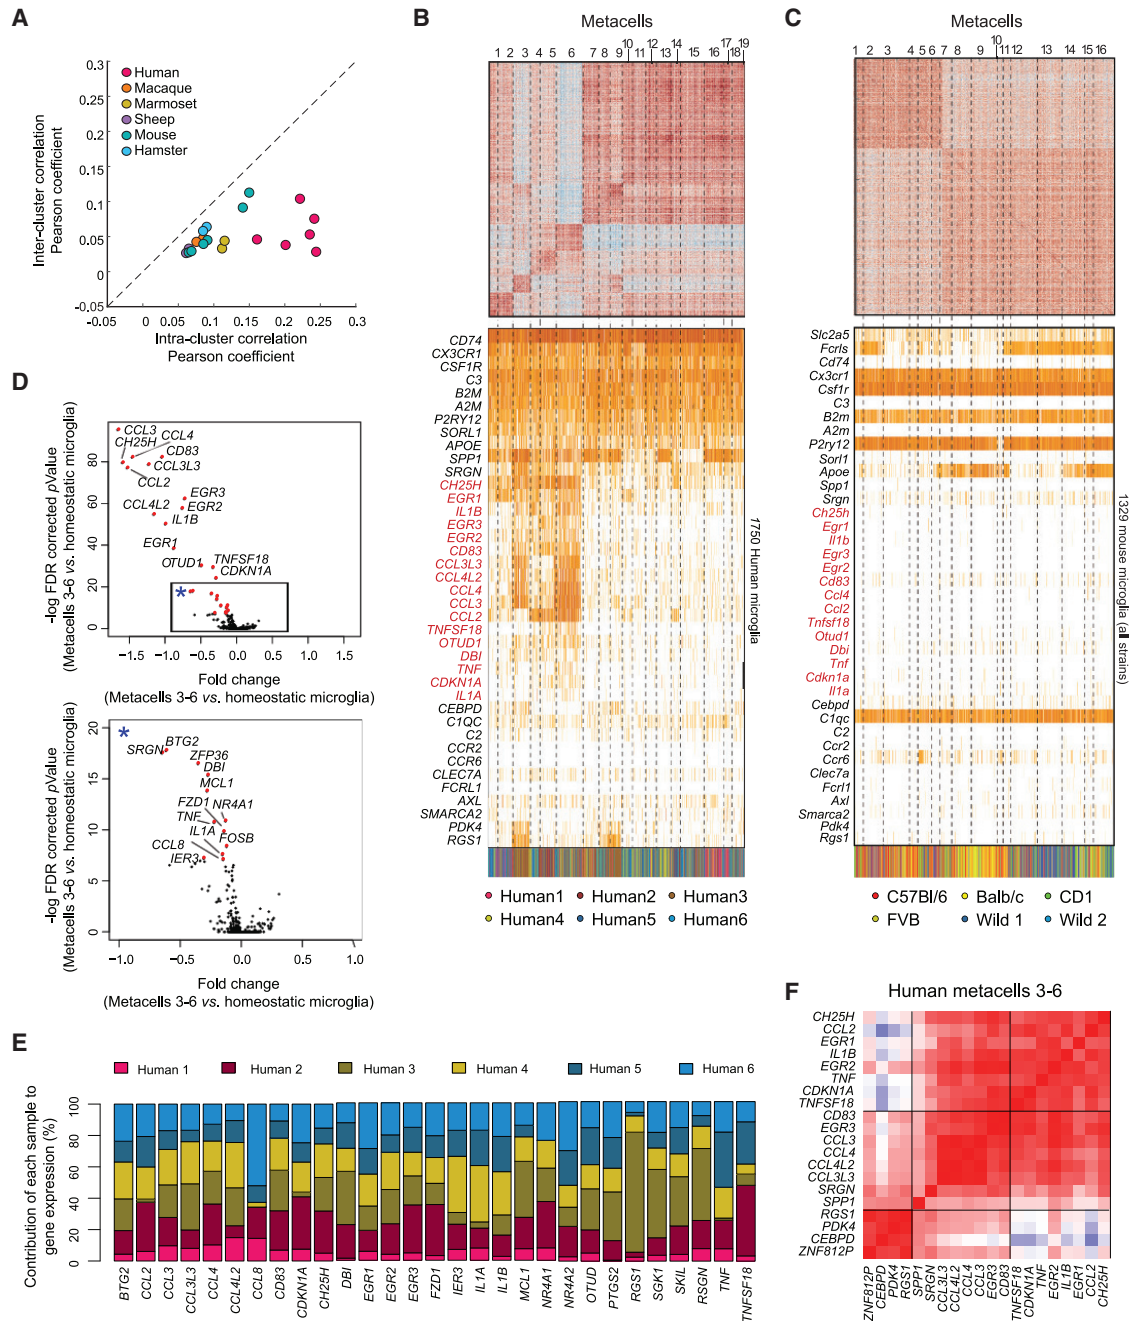 A
Inter-cluster correlation
Pearson coefficient
0.3
0.2
0.15
0.1
0.05
0
-0.05
Human
Macaque
Marmoset
Sheep
Mouse
Hamster
-0.05 0 0.1 0.15 0.2 0.25 0.3
Intra-cluster correlation
Pearson coefficient
B
Metacells
1 2 3 4 5 6 7 8 9 10 11 12 13 14 15 16 17 18 19
CD74
CX3CR1
CSF1R
C3
B2M
A2M
P2RY12
SORL1
APOE
SPP1
SRGN
CH25H
EGR1
IL1B
EGR3
EGR2
CD83
CCL3L3
CCL4L2
CCL4
CCL3
CCL2
TNFSF18
OTUD1
DBI
TNF
CDKN1A
IL1A
CEBPD
C1QC
C2
CCR2
CCR6
CLEC7A
FCRL1
AXL
SMARCA2
PDK4
RGS1
1750 Human microglia
Human1 Human2 Human3
Human4 Human5 Human6
C
Metacells
1 2 3 4 5 6 7 8 9 10 11 12 13 14 15 16
Slc2a5
Fcrls
Cd74
Cx3cr1
Csf1r
C3
B2m
A2m
P2ry12
Sorl1
Apoe
Spp1
Srgn
Ch25h
Egr1
Il1b
Egr3
Egr2
Cd83
Ccl4
Ccl2
Tnfsf18
Otud1
Dbi
Tnf
Cdkn1a
Il1a
Cebpd
C1qc
C2
Ccr2
Ccr6
Clec7a
Fcrl1
Axl
Smarca2
Pdk4
Rgs1
1329 mouse microglia (all strains)
C57Bl/6 Balb/c CD1
FVB Wild 1 Wild 2
D
-log FDR corrected pValue
(Metacells 3-6 vs. homeostatic microglia)
80
60
40
20
0
CCL3
CH25H
CCL4
CD83
CCL3L3
CCL2
EGR3
EGR2
CCL4L2
IL1B
EGR1
OTUD1
TNFSF18
CDKN1A
*
-1.5 -1.0 -0.5 0.0 0.5 1.0 1.5
Fold change
(Metacells 3-6 vs. homeostatic microglia)
-log FDR corrected pValue
(Metacells 3-6 vs. homeostatic microglia)
20
15
10
5
0
*
SRGN
BTG2
ZFP36
DBI
MCL1
FZD1
NR4A1
TNF
IL1A
FOSB
CCL8
IER3
-1.0 -0.5 0.0 0.5 1.0
Fold change
(Metacells 3-6 vs. homeostatic microglia)
E
Human 1 Human 2 Human 3 Human 4 Human 5 Human 6
Contribution of each sample to
gene expression (%)
100
80
60
40
20
0
BTG2 CCL2 CCL3 CCL3L3 CCL4 CCL4L2 CCL8 CD83 CDKN1A CH25H DBI EGR1 EGR2 EGR3 FZD1 IER3 IL1A IL1B MCL1 NR4A1 NR4A2 OTUD PTGS2 RGS1 SGK1 SKIL RSGN TNF TNFSF18
F
Human metacells 3-6
CH25H
CCL2
EGR1
IL1B
EGR2
TNF
CDKN1A
TNFSF18
CD83
EGR3
CCL3
CCL4
CCL4L2
CCL3L3
SRGN
SPP1
RGS1
PDK4
CEBPD
ZNF812P
ZNF812P CEBPD PDK4 RGS1 SPP1 SRGN CCL3L3 CCL4L2 CCL4 CCL3 EGR3 CD83 TNFSF18 CDKN1A TNF EGR2 IL1B EGR1 CCL2 CH25H